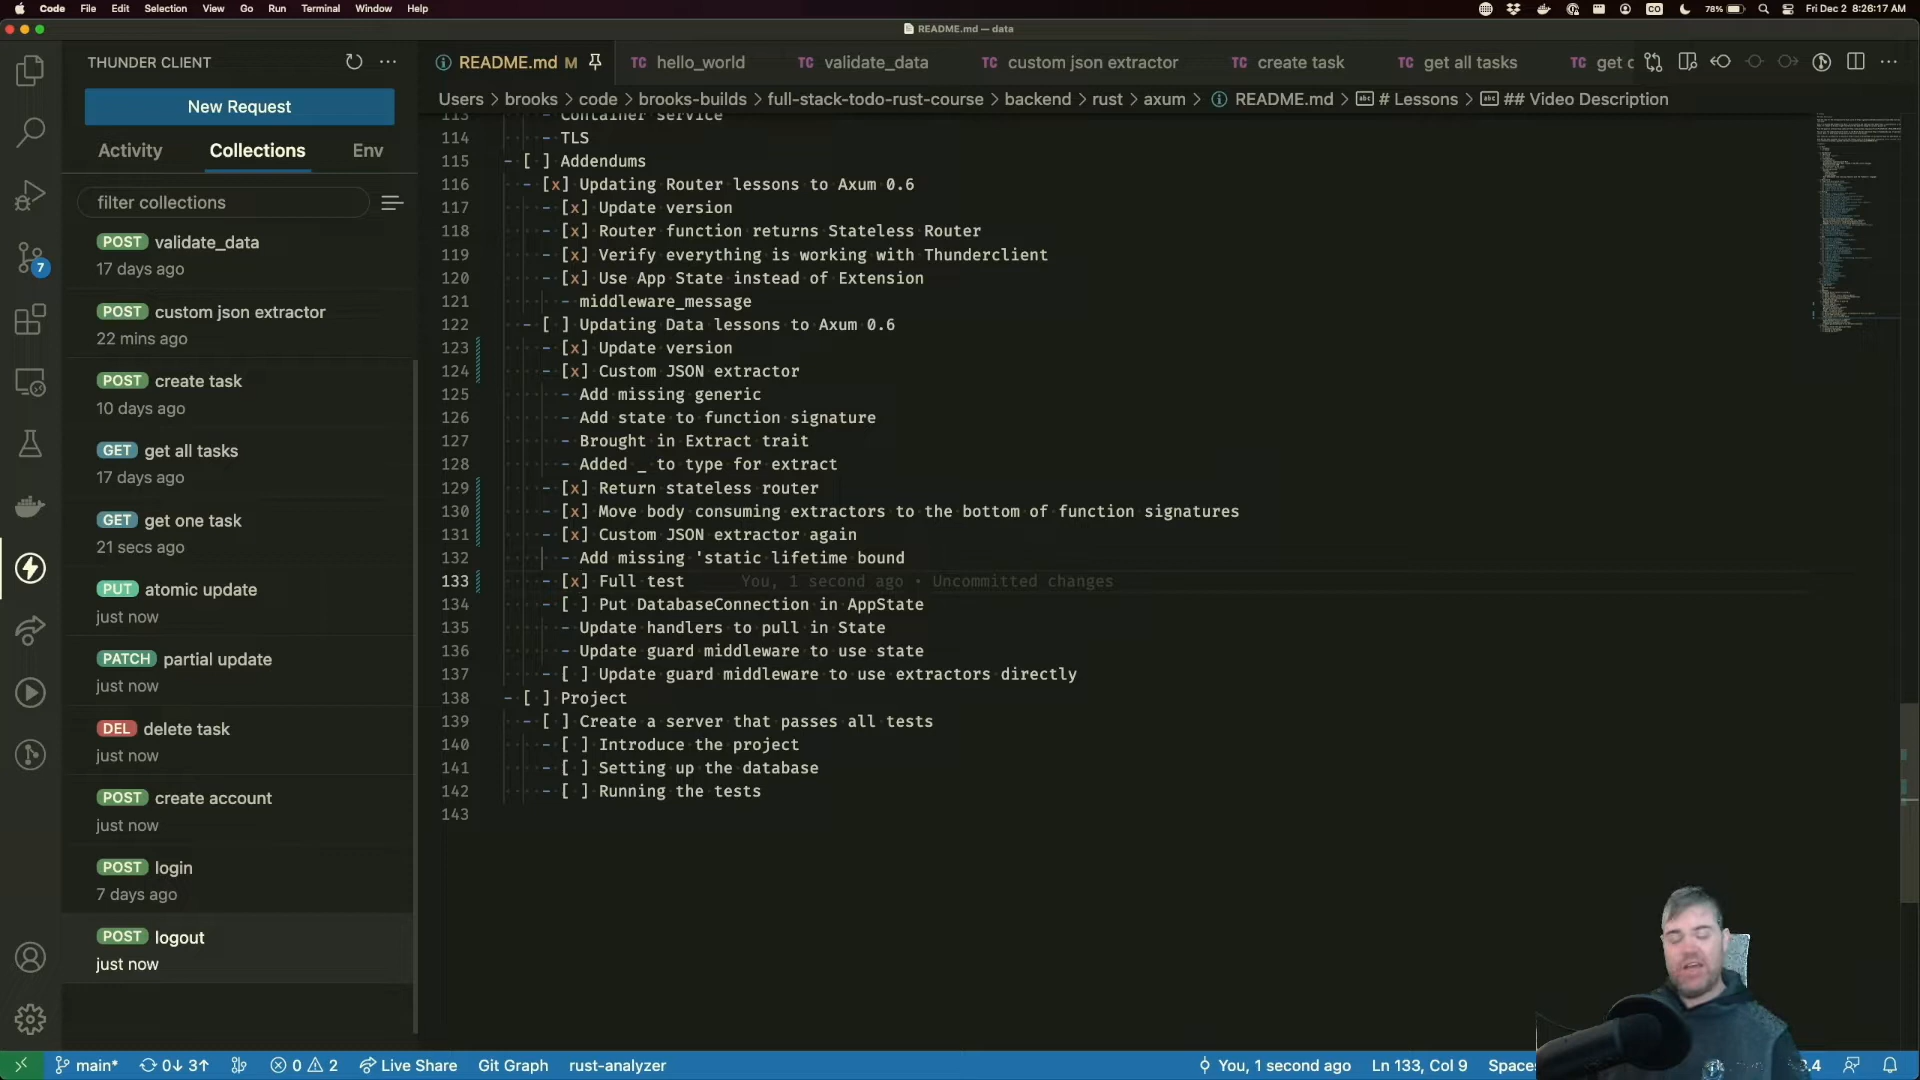 Code File Edit Selection View Go Run Terminal Window Help
CO 78% Fri Dec 2 8:26:17 AM
README.md — data
THUNDER CLIENT
README.md M
TC hello_world
TC validate_data
TC custom json extractor
TC create task
TC get all tasks
TC get
New Request
Users > brooks > code > brooks-builds > full-stack-todo-rust-course > backend > rust > axum > README.md > # Lessons > ## Video Description
Activity Collections Env
filter collections
POST validate_data
17 days ago
POST custom json extractor
22 mins ago
POST create task
10 days ago
GET get all tasks
17 days ago
GET get one task
21 secs ago
PUT atomic update
just now
PATCH partial update
just now
DEL delete task
just now
POST create account
just now
POST login
7 days ago
POST logout
just now
7
113 - Container service
114 - TLS
115 - [ ] Addendums
116 - [x] Updating Router lessons to Axum 0.6
117 - [x] Update version
118 - [x] Router function returns Stateless Router
119 - [x] Verify everything is working with Thunderclient
120 - [x] Use App State instead of Extension
121 - middleware_message
122 - [ ] Updating Data lessons to Axum 0.6
123 - [x] Update version
124 - [x] Custom JSON extractor
125 - Add missing generic
126 - Add state to function signature
127 - Brought in Extract trait
128 - Added _ to type for extract
129 - [x] Return stateless router
130 - [x] Move body consuming extractors to the bottom of function signatures
131 - [x] Custom JSON extractor again
132 - Add missing 'static lifetime bound
133 - [x] Full test You, 1 second ago • Uncommitted changes
134 - [ ] Put DatabaseConnection in AppState
135 - Update handlers to pull in State
136 - Update guard middleware to use state
137 - [ ] Update guard middleware to use extractors directly
138 - [ ] Project
139 - [ ] Create a server that passes all tests
140 - [ ] Introduce the project
141 - [ ] Setting up the database
142 - [ ] Running the tests
143
main* 0↓ 3↑ 0 2 Live Share Git Graph rust-analyzer
You, 1 second ago Ln 133, Col 9